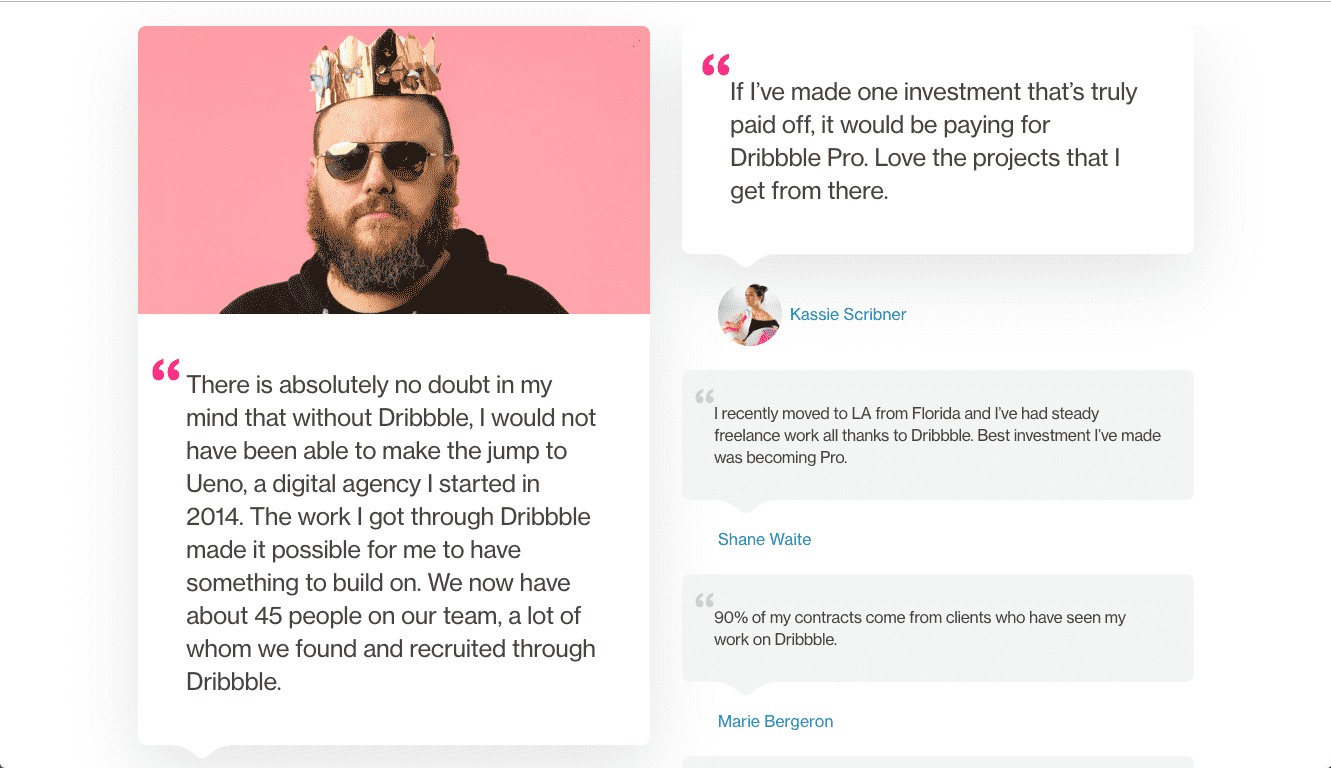 There is absolutely no doubt in my
mind that without Dribbble, I would not
have been able to make the jump to
Ueno, a digital agency I started in
2014. The work I got through Dribbble
made it possible for me to have
something to build on. We now have
about 45 people on our team, a lot of
whom we found and recruited through
Dribbble.
If I’ve made one investment that’s truly
paid off, it would be paying for
Dribbble Pro. Love the projects that I
get from there.
Kassie Scribner
I recently moved to LA from Florida and I’ve had steady
freelance work all thanks to Dribbble. Best investment I’ve made
was becoming Pro.
Shane Waite
90% of my contracts come from clients who have seen my
work on Dribbble.
Marie Bergeron